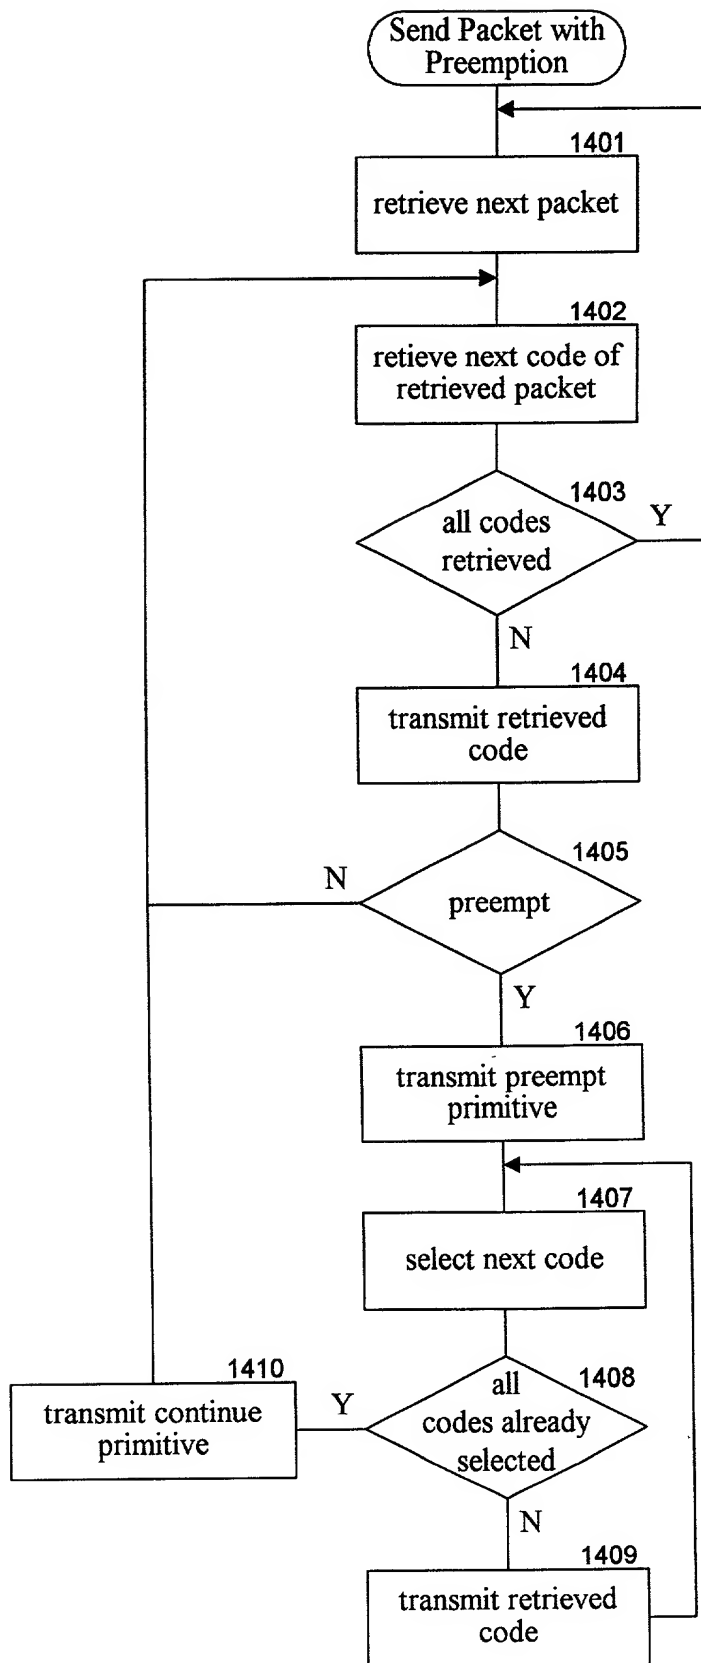 Send Packet with
Preemption
1401
retrieve next packet
1402
retieve next code of
retrieved packet
1403
all codes
retrieved
Y
N
1404
transmit retrieved
code
1405
preempt
N
Y
1406
transmit preempt
primitive
1407
select next code
1408
all
codes already
selected
Y
1410
transmit continue
primitive
N
1409
transmit retrieved
code